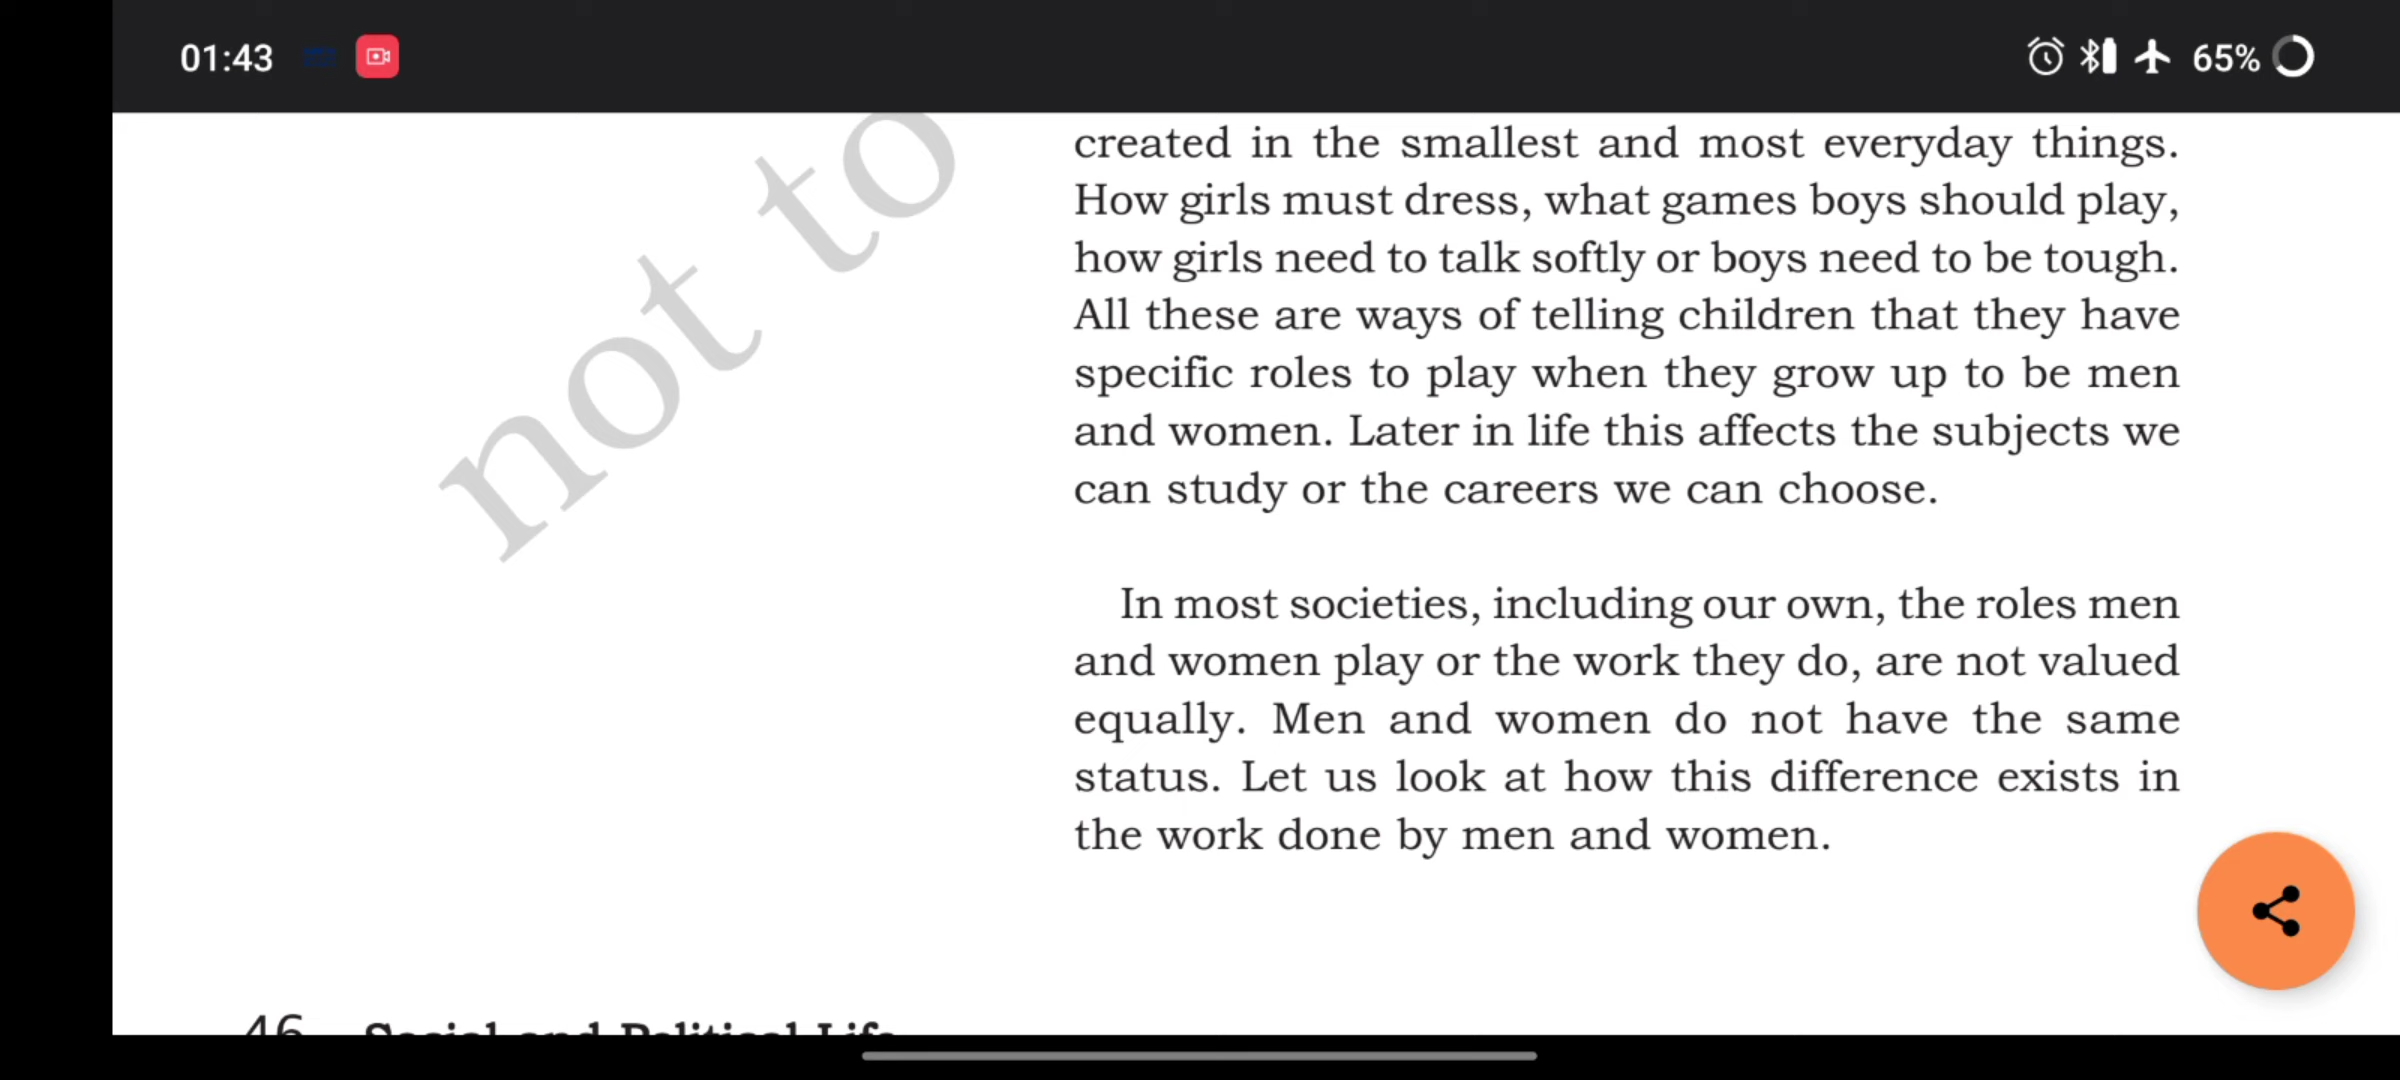 01:43
65%
not to
created in the smallest and most everyday things.
How girls must dress, what games boys should play,
how girls need to talk softly or boys need to be tough.
All these are ways of telling children that they have
specific roles to play when they grow up to be men
and women. Later in life this affects the subjects we
can study or the careers we can choose.
In most societies, including our own, the roles men
and women play or the work they do, are not valued
equally. Men and women do not have the same
status. Let us look at how this difference exists in
the work done by men and women.
46 Social and Political Life